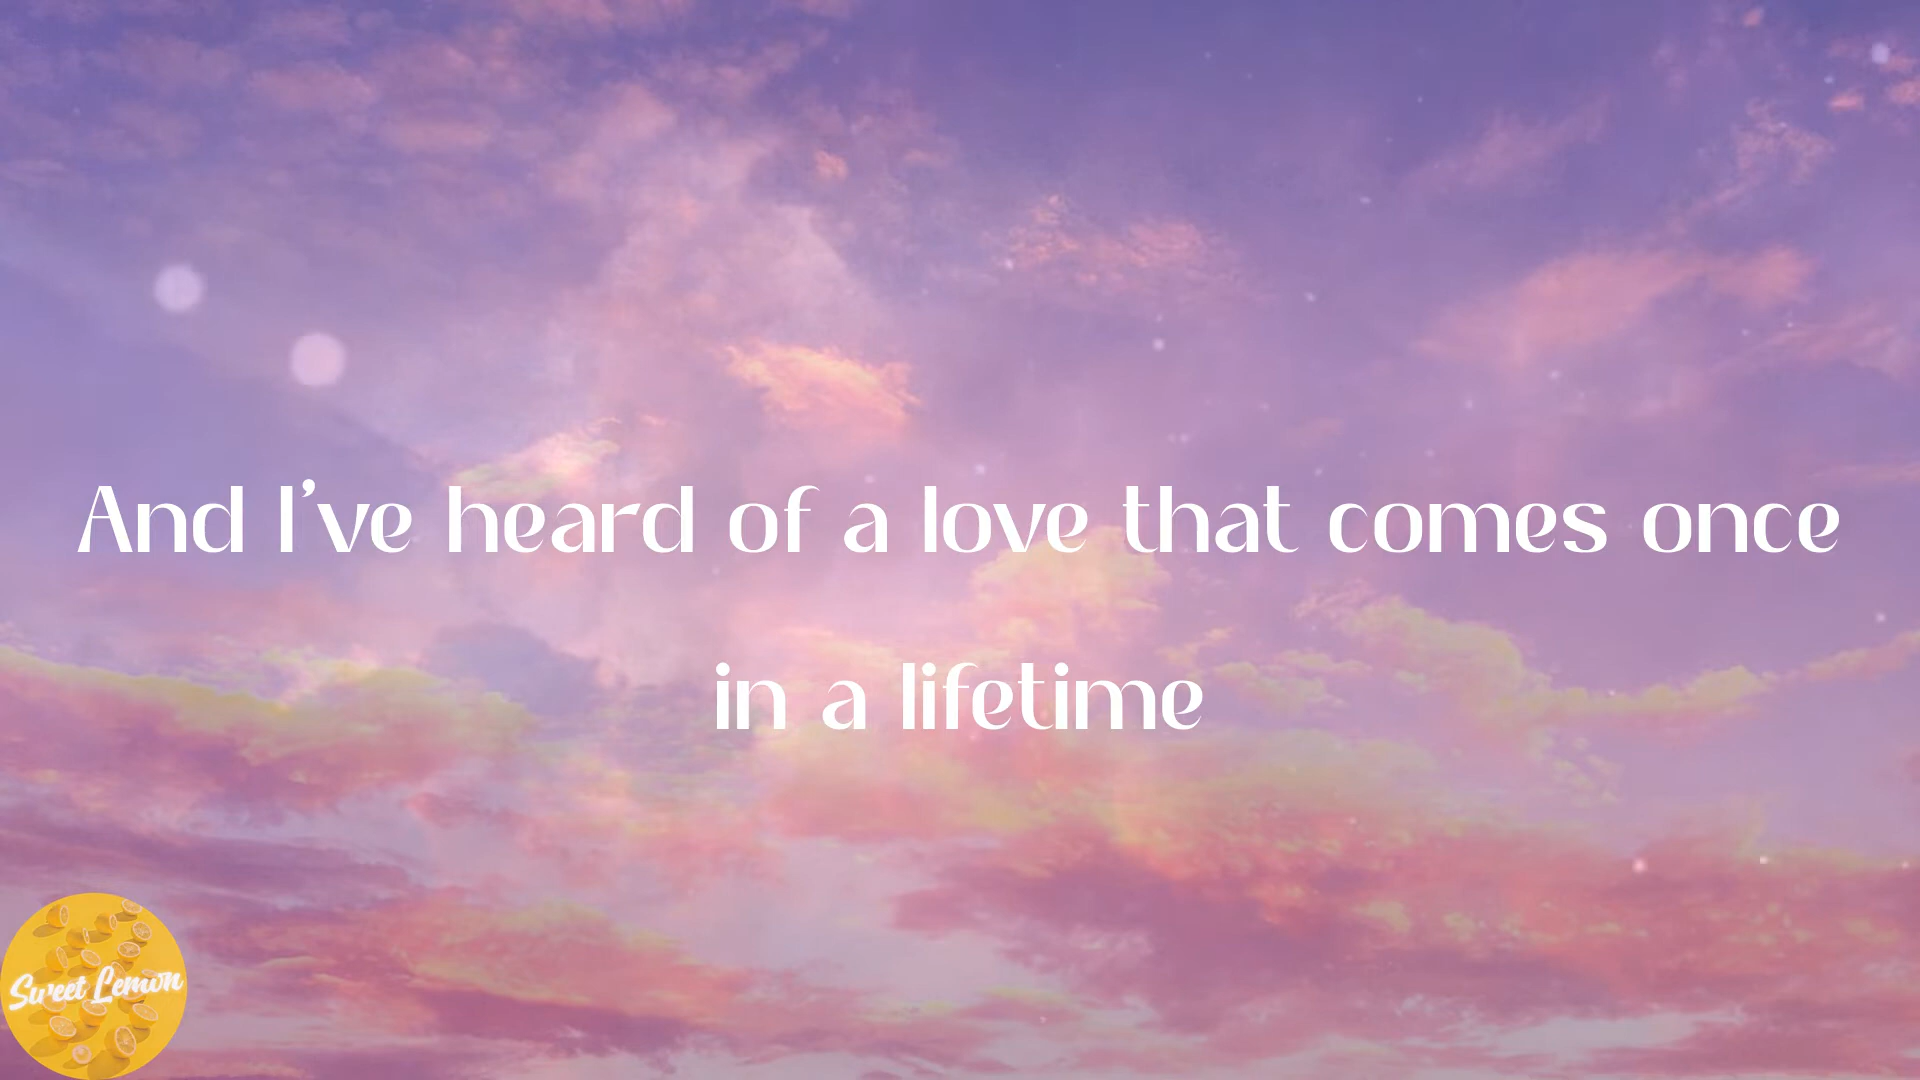 And I’ve heard of a love that comes once
in a lifetime
Sweet Lemon